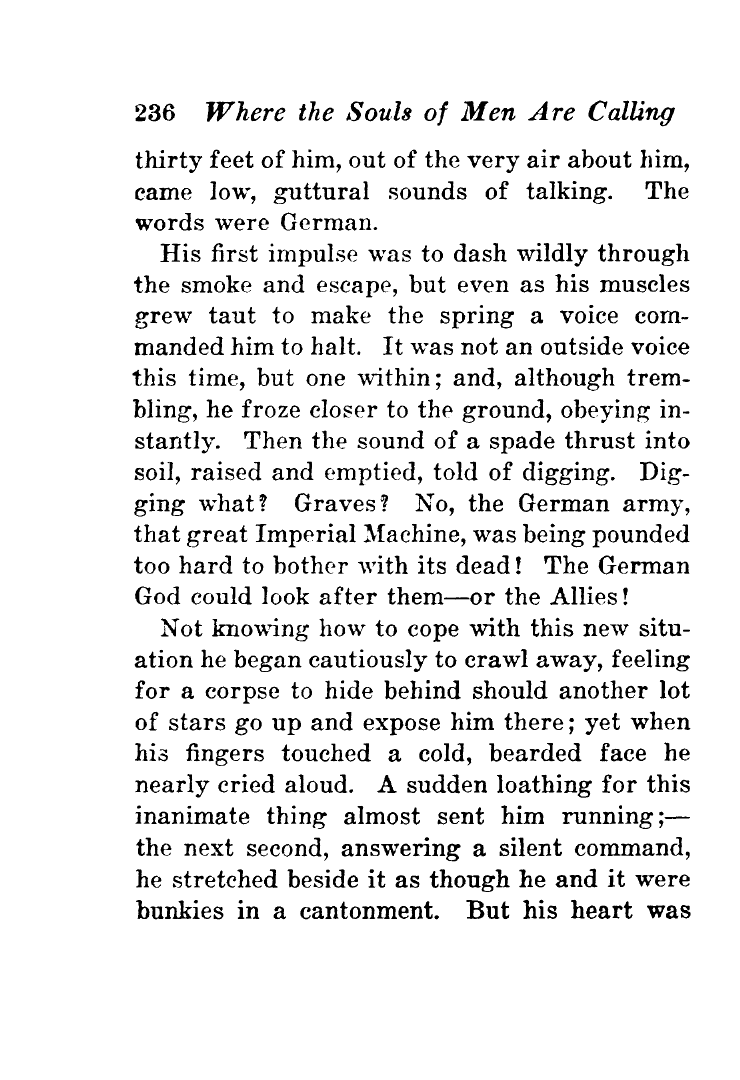 236 Where the Souls of Men Are Calling
thirty feet of him, out of the very air about him,
came low, guttural sounds of talking. The
words were German.
His first impulse was to dash wildly through
the smoke and escape, but even as his muscles
grew taut to make the spring a voice com-
manded him to halt. It was not an outside voice
this time, but one within; and, although trem-
bling, he froze closer to the ground, obeying in-
stantly. Then the sound of a spade thrust into
soil, raised and emptied, told of digging. Dig-
ging what? Graves? No, the German army,
that great Imperial Machine, was being pounded
too hard to bother with its dead! The German
God could look after them—or the Allies!
Not knowing how to cope with this new situ-
ation he began cautiously to crawl away, feeling
for a corpse to hide behind should another lot
of stars go up and expose him there; yet when
his fingers touched a cold, bearded face he
nearly cried aloud. A sudden loathing for this
inanimate thing almost sent him running;—
the next second, answering a silent command,
he stretched beside it as though he and it were
bunkies in a cantonment. But his heart was